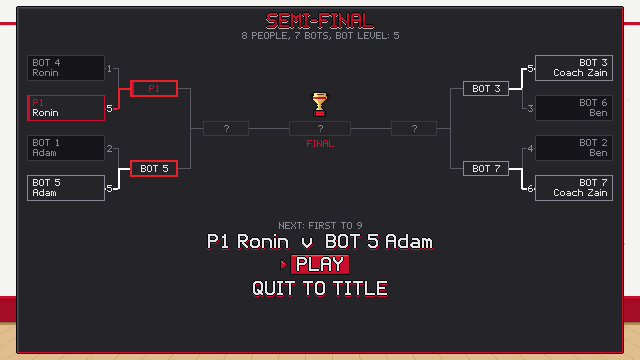 SEMI-FINAL
8 PEOPLE, 7 BOTS, BOT LEVEL: 5
BOT 4
Ronin
1
P1
Ronin
5
P1
BOT 1
Adam
2
BOT 5
Adam
5
BOT 5
?
?
FINAL
?
BOT 3
BOT 3
Coach Zain
5
BOT 6
Ben
3
BOT 7
BOT 2
Ben
4
BOT 7
Coach Zain
6
NEXT: FIRST TO 9
P1 Ronin v BOT 5 Adam
PLAY
QUIT TO TITLE